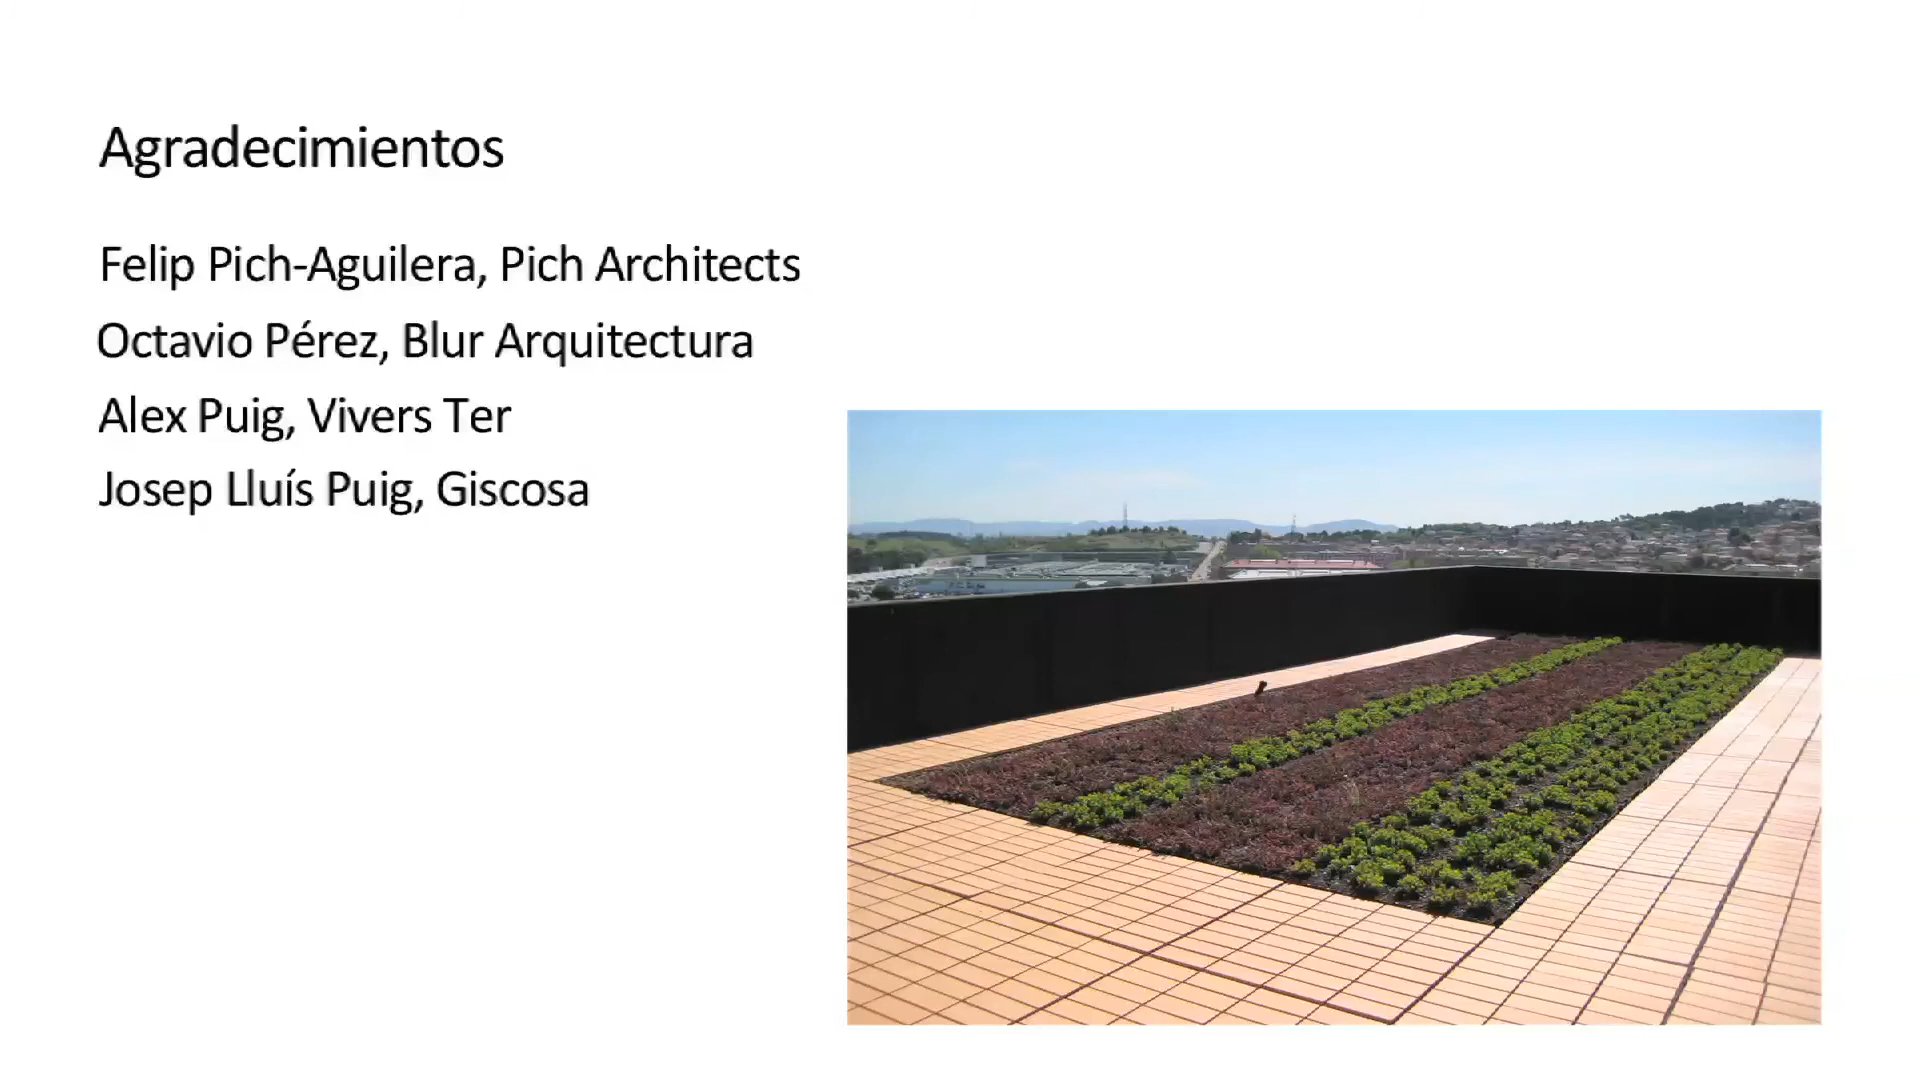 Agradecimientos
Felip Pich-Aguilera, Pich Architects
Octavio Pérez, Blur Arquitectura
Alex Puig, Vivers Ter
Josep Lluís Puig, Giscosa